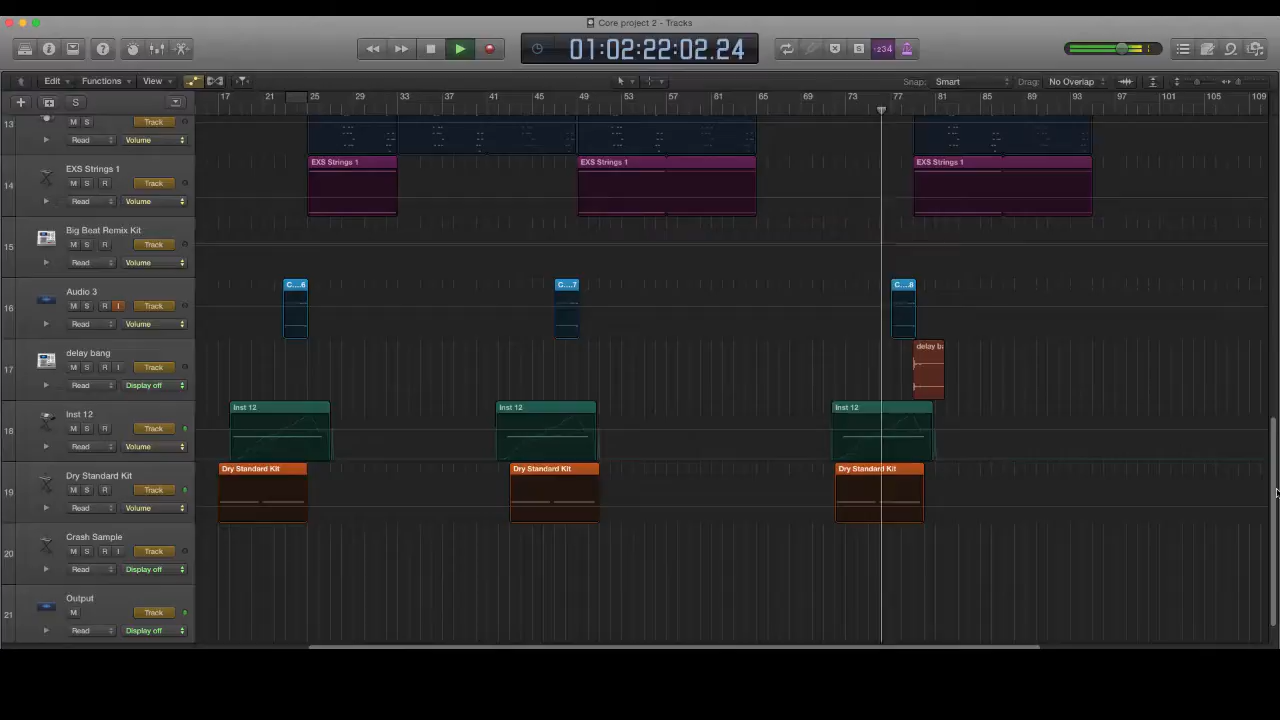 Core project 2 - Tracks
01:02:22:02.24
S
1234
Edit
Functions
View
Snap:
Smart
Drag:
No Overlap
S
17
21
25
29
33
37
41
45
49
53
57
61
65
69
73
77
81
85
89
93
97
101
105
109
13
M S
Track
Read
Volume
14
EXS Strings 1
M S R
Track
Read
Volume
EXS Strings 1
EXS Strings 1
EXS Strings 1
15
Big Beat Remix Kit
M S R
Track
Read
Volume
16
Audio 3
M S R I
Track
Read
Volume
C....6
C....7
C....8
17
delay bang
M S R I
Track
Read
Display off
delay b
18
Inst 12
M S R
Track
Read
Volume
Inst 12
Inst 12
Inst 12
19
Dry Standard Kit
M S R
Track
Read
Volume
Dry Standard Kit
Dry Standard Kit
Dry Standard Kit
20
Crash Sample
M S R I
Track
Read
Display off
21
Output
M
Track
Read
Display off